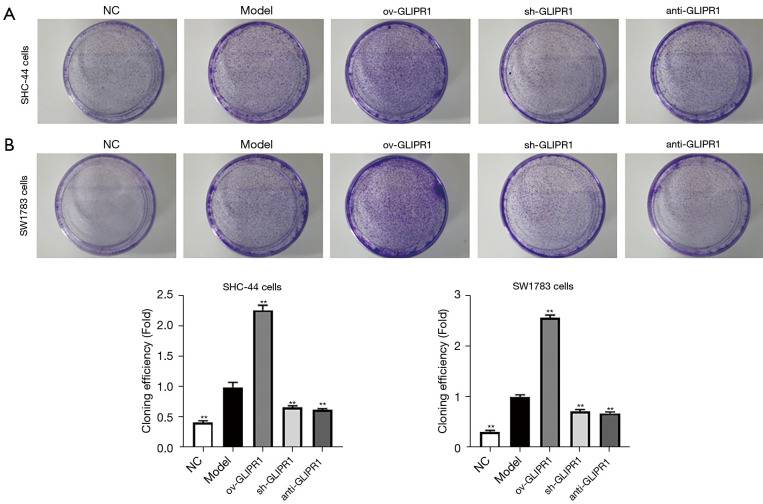 A
NC
Model
ov-GLIPR1
sh-GLIPR1
anti-GLIPR1
SHC-44 cells
B
NC
Model
ov-GLIPR1
sh-GLIPR1
anti-GLIPR1
SW1783 cells
SHC-44 cells
Cloning efficiency (Fold)
2.5
2.0
1.5
1.0
0.5
0.0
**
**
**
**
NC
Model
ov-GLIPR1
sh-GLIPR1
anti-GLIPR1
SW1783 cells
Cloning efficiency (Fold)
3
2
1
0
**
**
**
**
NC
Model
ov-GLIPR1
sh-GLIPR1
anti-GLIPR1